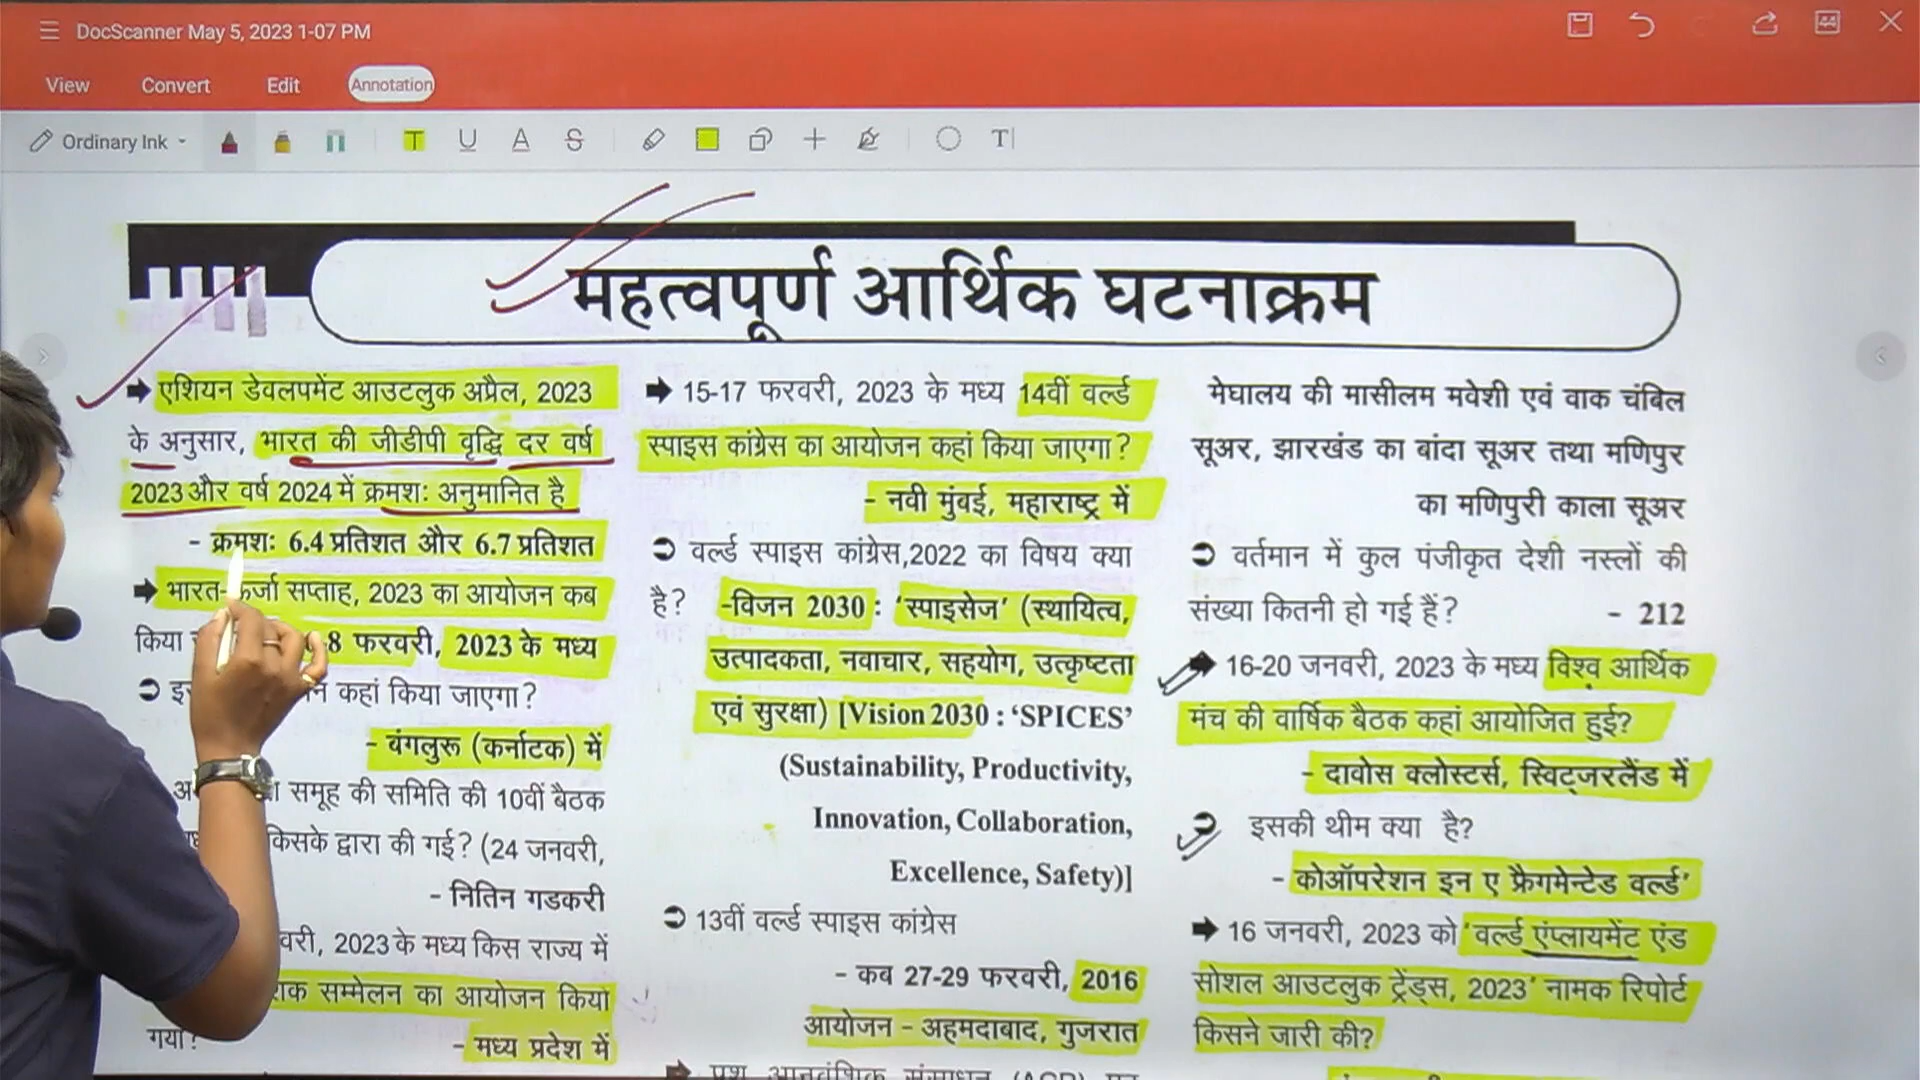 DocScanner May 5, 2023 1-07 PM
View Convert Edit Annotation
Ordinary Ink
महत्वपूर्ण आर्थिक घटनाक्रम
एशियन डेवलपमेंट आउटलुक अप्रैल, 2023
के अनुसार, भारत की जीडीपी वृद्धि दर वर्ष
2023 और वर्ष 2024 में क्रमशः अनुमानित है
- क्रमशः 6.4 प्रतिशत और 6.7 प्रतिशत
भारत-ऊर्जा सप्ताह, 2023 का आयोजन कब
किया 8 फरवरी, 2023 के मध्य
कहां किया जाएगा?
- बंगलुरू (कर्नाटक) में
समूह की समिति की 10वीं बैठक
किसके द्वारा की गई? (24 जनवरी,
- नितिन गडकरी
2023 के मध्य किस राज्य में
सम्मेलन का आयोजन किया
गया?
- मध्य प्रदेश में
15-17 फरवरी, 2023 के मध्य 14वीं वर्ल्ड
स्पाइस कांग्रेस का आयोजन कहां किया जाएगा?
- नवी मुंबई, महाराष्ट्र में
वर्ल्ड स्पाइस कांग्रेस,2022 का विषय क्या
है? -विजन 2030 : 'स्पाइसेज' (स्थायित्व,
उत्पादकता, नवाचार, सहयोग, उत्कृष्टता
एवं सुरक्षा) [Vision 2030 : ‘SPICES’
(Sustainability, Productivity,
Innovation, Collaboration,
Excellence, Safety)]
13वीं वर्ल्ड स्पाइस कांग्रेस
- कब 27-29 फरवरी, 2016
आयोजन - अहमदाबाद, गुजरात
मेघालय की मासीलम मवेशी एवं वाक चंबिल
सूअर, झारखंड का बांदा सूअर तथा मणिपुर
का मणिपुरी काला सूअर
वर्तमान में कुल पंजीकृत देशी नस्लों की
संख्या कितनी हो गई हैं? - 212
16-20 जनवरी, 2023 के मध्य विश्व आर्थिक
मंच की वार्षिक बैठक कहां आयोजित हुई?
- दावोस क्लोस्टर्स, स्विट्जरलैंड में
इसकी थीम क्या है?
- कोऑपरेशन इन ए फ्रैगमेन्टेड वर्ल्ड'
16 जनवरी, 2023 को 'वर्ल्ड एंप्लायमेंट एंड
सोशल आउटलुक ट्रेंड्स, 2023' नामक रिपोर्ट
किसने जारी की?